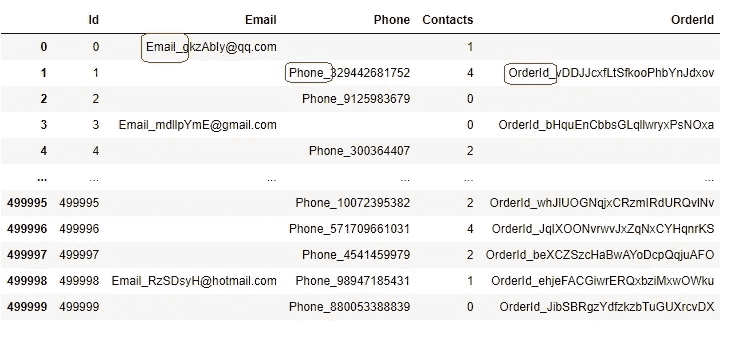 Id Email Phone Contacts OrderId
0 0 Email_gkzAbly@qq.com 1
1 1 Phone_329442681752 4 OrderId_vDDJJcxfLtSfkooPhbYnJdxov
2 2 Phone_9125983679 0
3 3 Email_mdllpYmE@gmail.com 0 OrderId_bHquEnCbbsGLqllwryxPsNOxa
4 4 Phone_300364407 2
... ... ... ... ... ...
499995 499995 Phone_10072395382 2 OrderId_whJlUOGNqjxCRzmlRdURQvlNv
499996 499996 Phone_571709661031 4 OrderId_JqlXOONvrwvJxZqNxCYHqnrKS
499997 499997 Phone_4541459979 2 OrderId_beXCZSzcHaBwAYoDcpQqjuAFO
499998 499998 Email_RzSDsyH@hotmail.com Phone_98947185431 1 OrderId_ehjeFACGiwrERQxbziMxwOWku
499999 499999 Phone_880053388839 0 OrderId_JibSBRgzYdfzkzbTuGUXrcvDX